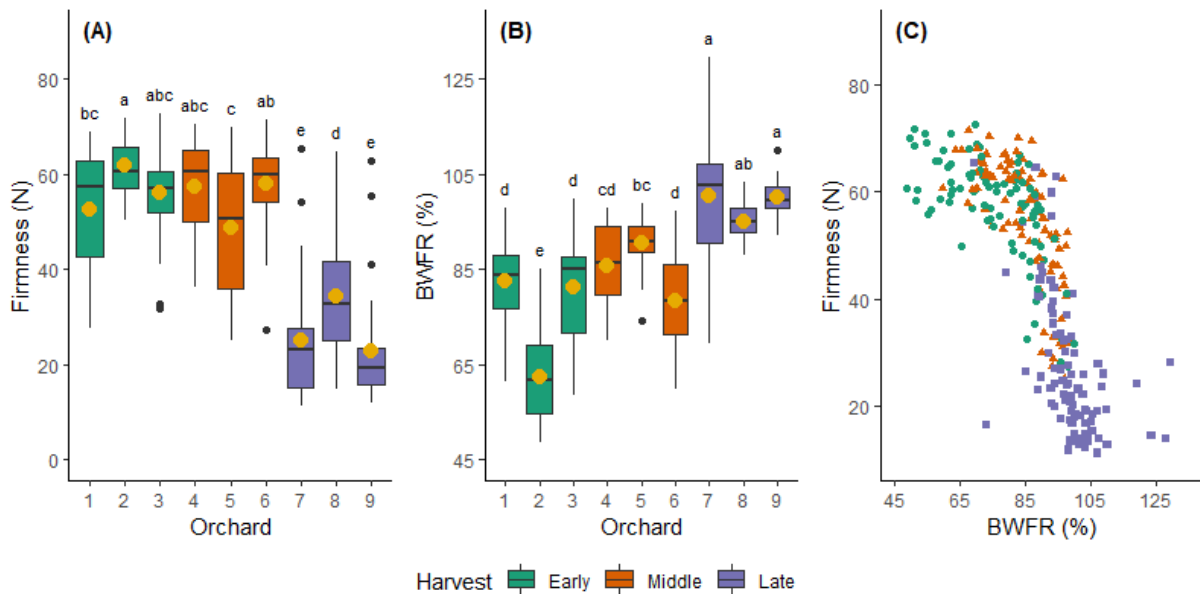 (A)
Firmness (N)
80
60
40
20
0
bc a abc abc c ab e d e
1 2 3 4 5 6 7 8 9
Orchard
(B)
BWFR (%)
125
105
85
65
45
d e d cd bc d a ab a
1 2 3 4 5 6 7 8 9
Orchard
(C)
Firmness (N)
80
60
40
20
45 65 85 105 125
BWFR (%)
Harvest Early Middle Late